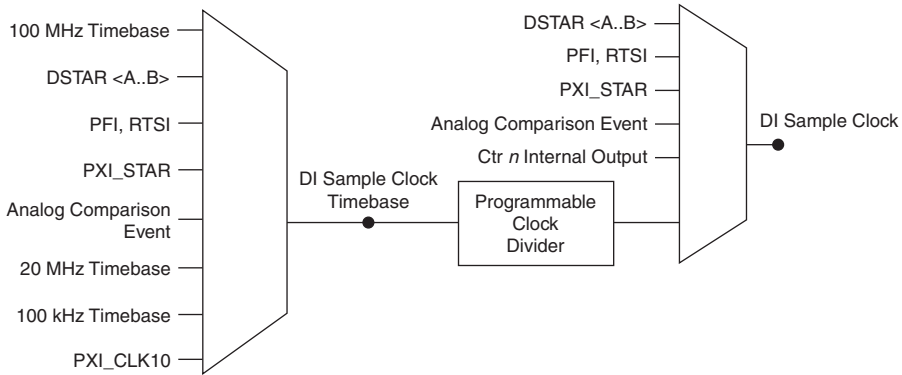 100 MHz Timebase
DSTAR <A..B>
PFI, RTSI
PXI_STAR
Analog Comparison
Event
20 MHz Timebase
100 kHz Timebase
PXI_CLK10
DI Sample Clock
Timebase
Programmable
Clock
Divider
DSTAR <A..B>
PFI, RTSI
PXI_STAR
Analog Comparison Event
Ctr n Internal Output
DI Sample Clock